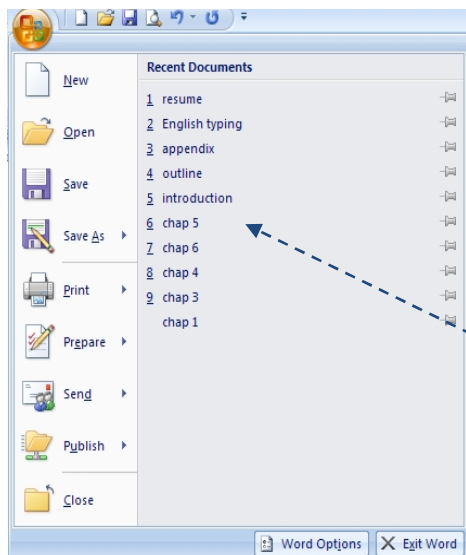 New
Open
Save
Save As
Print
Prepare
Send
Publish
Close
Recent Documents
1 resume
2 English typing
3 appendix
4 outline
5 introduction
6 chap 5
7 chap 6
8 chap 4
9 chap 3
chap 1
Word Options
Exit Word